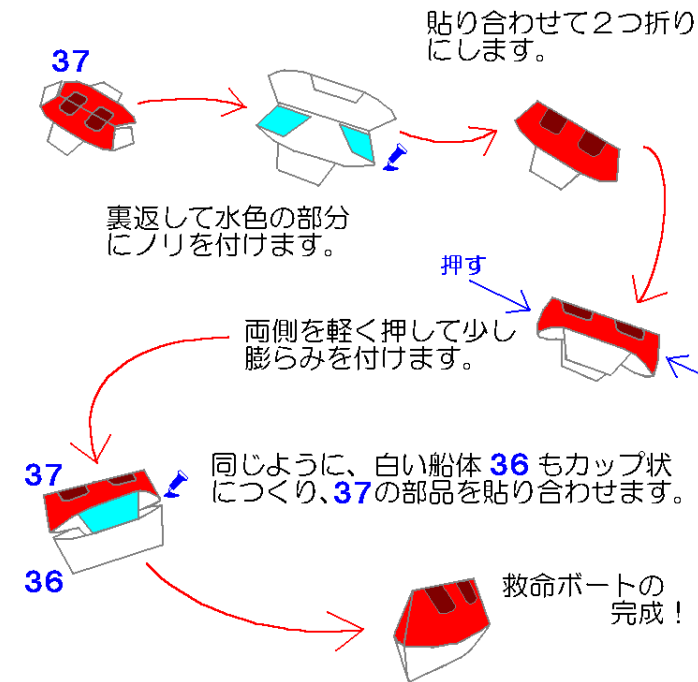 貼り合わせて２つ折り
にします。
37
裏返して水色の部分
にノリを付けます。
押す
両側を軽く押して少し
膨らみを付けます。
37
同じように、白い船体 36 もカップ状
につくり、37の部品を貼り合わせます。
36
救命ボートの
完成！